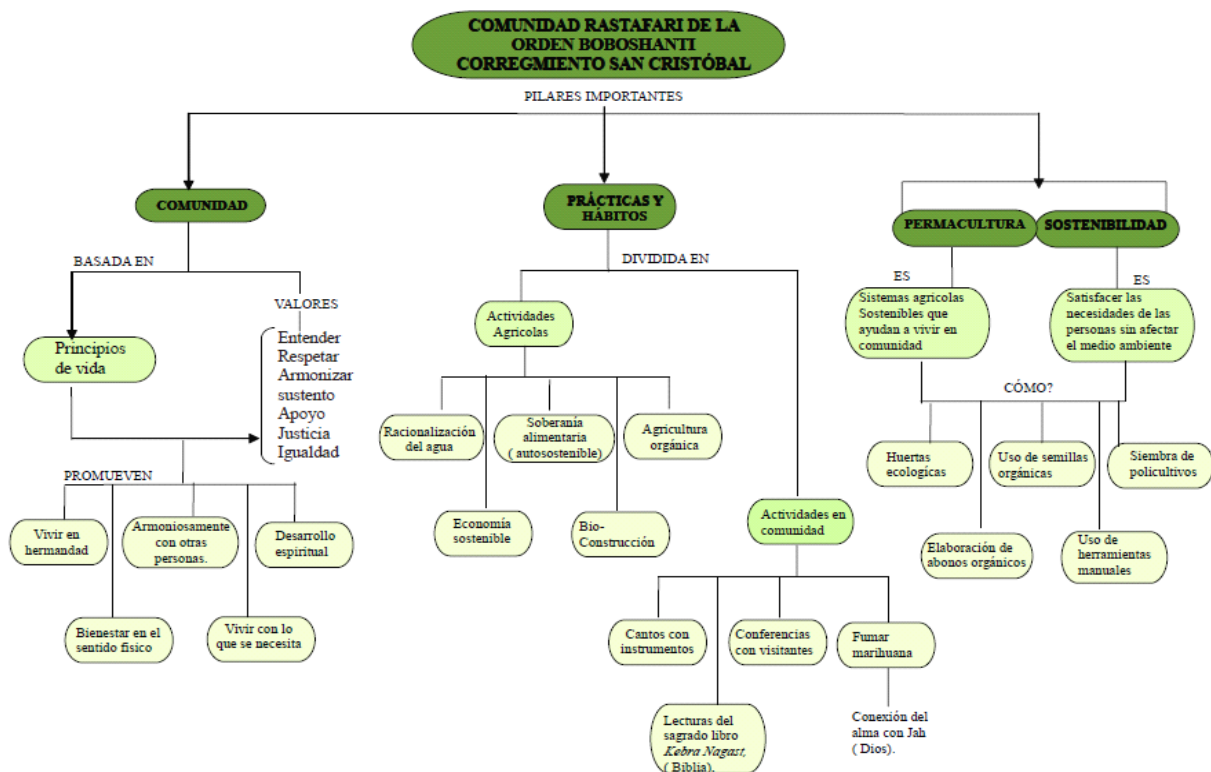 COMUNIDAD RASTAFARI DE LA
ORDEN BOBOSHANTI
CORREGMIENTO SAN CRISTÓBAL
PILARES IMPORTANTES
COMUNIDAD
BASADA EN
Principios
de vida
VALORES
Entender
Respetar
Armonizar
sustento
Apoyo
Justicia
Igualdad
PROMUEVEN
Vivir en
hermandad
Armoniosamente
con otras
personas.
Desarrollo
espiritual
Bienestar en el
sentido fisico
Vivir con lo
que se necesita
PRÁCTICAS Y
HÁBITOS
DIVIDIDA EN
Actividades
Agricolas
Racionalización
del agua
Soberanía
alimentaria
( autosostenible)
Agricultura
orgánica
Economía
sostenible
Bio-
Construcción
Actividades en
comunidad
Cantos con
instrumentos
Conferencias
con visitantes
Fumar
marihuana
Lecturas del
sagrado libro
Kebra Nagast,
( Biblia).
Conexión del
alma con Jah
( Dios).
PERMACULTURA
SOSTENIBILIDAD
ES
Sistemas agricolas
Sostenibles que
ayudan a vivir en
comunidad
ES
Satisfacer las
necesidades de las
personas sin afectar
el medio ambiente
CÓMO?
Huertas
ecologícas
Uso de semillas
orgánicas
Siembra de
policultivos
Elaboración de
abonos orgánicos
Uso de
herramientas
manuales